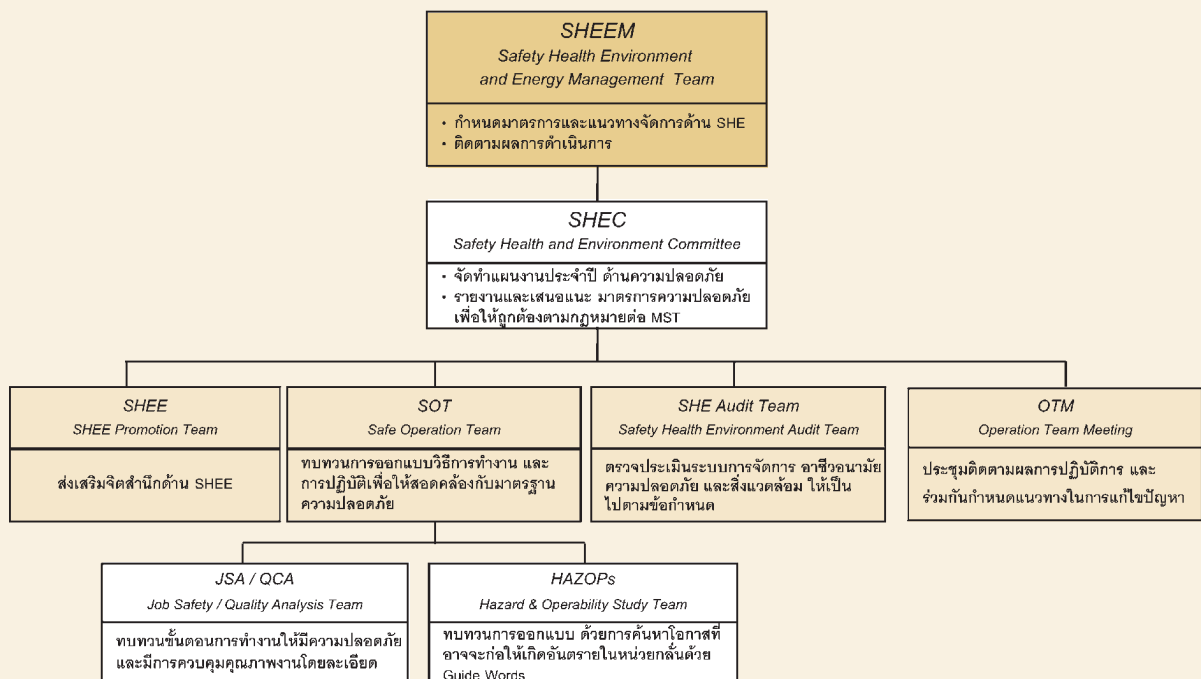 SHEEM
Safety Health Environment
and Energy Management Team
• กำหนดมาตรการและแนวทางจัดการด้าน SHE
• ติดตามผลการดำเนินการ
SHEC
Safety Health and Environment Committee
• จัดทำแผนงานประจำปี ด้านความปลอดภัย
• รายงานและเสนอแนะ มาตรการความปลอดภัย
เพื่อให้ถูกต้องตามกฎหมายต่อ MST
SHEE
SHEE Promotion Team
ส่งเสริมจิตสำนึกด้าน SHEE
SOT
Safe Operation Team
ทบทวนการออกแบบวิธีการทำงาน และ
การปฏิบัติเพื่อให้สอดคล้องกับมาตรฐาน
ความปลอดภัย
SHE Audit Team
Safety Health Environment Audit Team
ตรวจประเมินระบบการจัดการ อาชีวอนามัย
ความปลอดภัย และสิ่งแวดล้อม ให้เป็น
ไปตามข้อกำหนด
OTM
Operation Team Meeting
ประชุมติดตามผลการปฏิบัติการ และ
ร่วมกันกำหนดแนวทางในการแก้ไขปัญหา
JSA / QCA
Job Safety / Quality Analysis Team
ทบทวนขั้นตอนการทำงานให้มีความปลอดภัย
และมีการควบคุมคุณภาพงานโดยละเอียด
HAZOPs
Hazard & Operability Study Team
ทบทวนการออกแบบ ด้วยการค้นหาโอกาสที่
อาจจะก่อให้เกิดอันตรายในหน่วยกลั่นด้วย
Guide Words